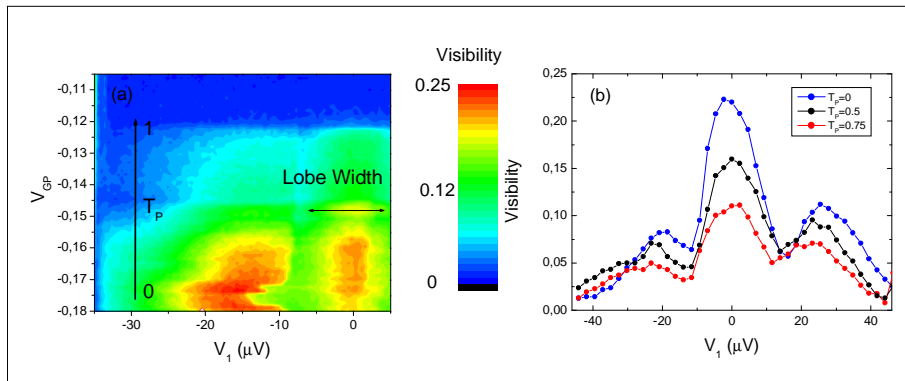 (a)
V_GP
-0,11
-0,12
-0,13
-0,14
-0,15
-0,16
-0,17
-0,18
1
T_P
0
Lobe Width
-30
-20
-10
0
V_1 (μV)
Visibility
0.25
0.12
0
(b)
Visibility
0,25
0,20
0,15
0,10
0,05
0,00
T_P=0
T_P=0.5
T_P=0.75
-40
-20
0
20
40
V_1 (μV)